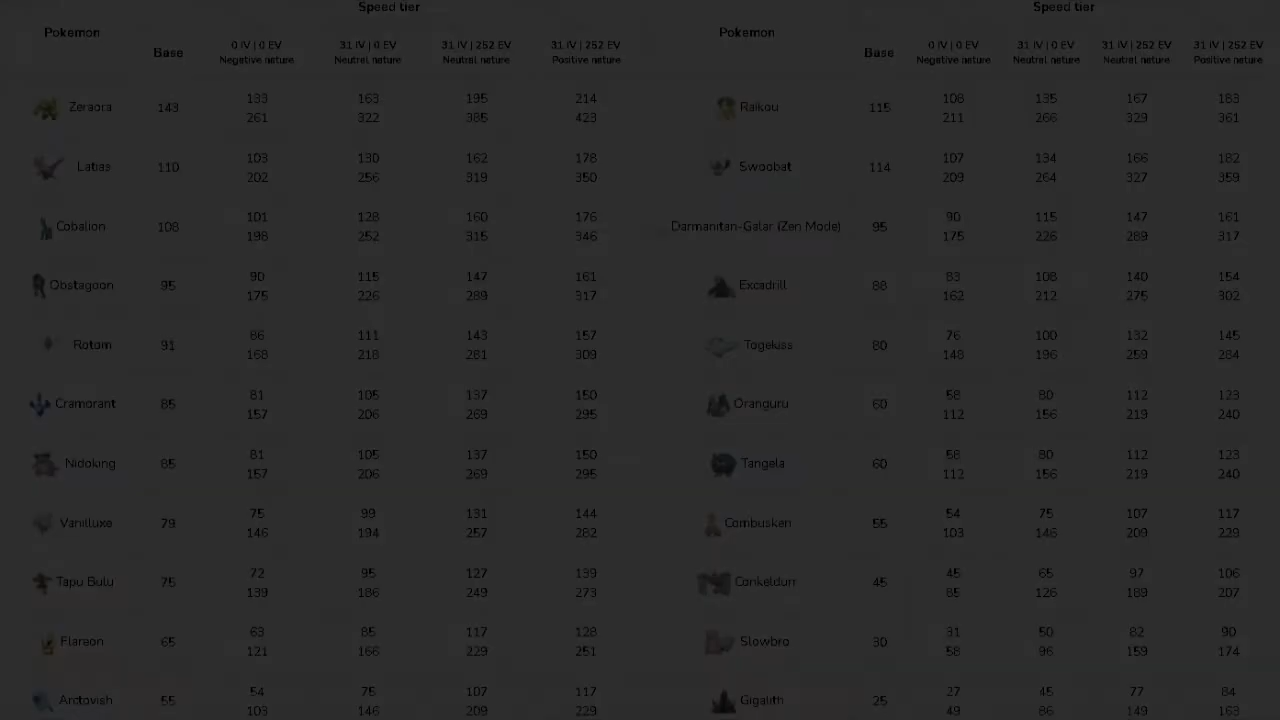 Speed tier Speed tier
Pokemon Pokemon
Base 0 IV | 0 EV 31 IV | 0 EV 31 IV | 252 EV 31 IV | 252 EV Base 0 IV | 0 EV 31 IV | 0 EV 31 IV | 252 EV 31 IV | 252 EV
Negative nature Neutral nature Neutral nature Positive nature Negative nature Neutral nature Neutral nature Positive nature
133 163 195 214 108 135 167 183
Zeraora 143 Raikou 115
261 322 385 423 211 266 329 361
103 130 162 178 107 134 166 182
Latias 110 Swoobat 114
202 256 319 350 209 264 327 359
101 128 160 176 90 115 147 161
Cobalion 108 Darmanitan-Galar (Zen Mode) 95
198 252 315 346 175 226 289 317
90 115 147 161 83 108 140 154
Obstagoon 95 Excadrill 88
175 226 289 317 162 212 275 302
86 111 143 157 76 100 132 145
Rotom 91 Togekiss 80
168 218 281 309 148 196 259 284
81 105 137 150 58 80 112 123
Cramorant 85 Oranguru 60
157 206 269 295 112 156 219 240
81 105 137 150 58 80 112 123
Nidoking 85 Tangela 60
157 206 269 295 112 156 219 240
75 99 131 144 54 75 107 117
Vanilluxe 79 Combusken 55
146 194 257 282 103 146 209 229
72 95 127 139 45 65 97 106
Tapu Bulu 75 Conkeldurr 45
139 186 249 273 85 126 189 207
63 85 117 128 31 50 82 90
Flareon 65 Slowbro 30
121 166 229 251 58 96 159 174
54 75 107 117 27 45 77 84
Arctovish 55 Gigalith 25
103 146 209 229 49 86 149 163